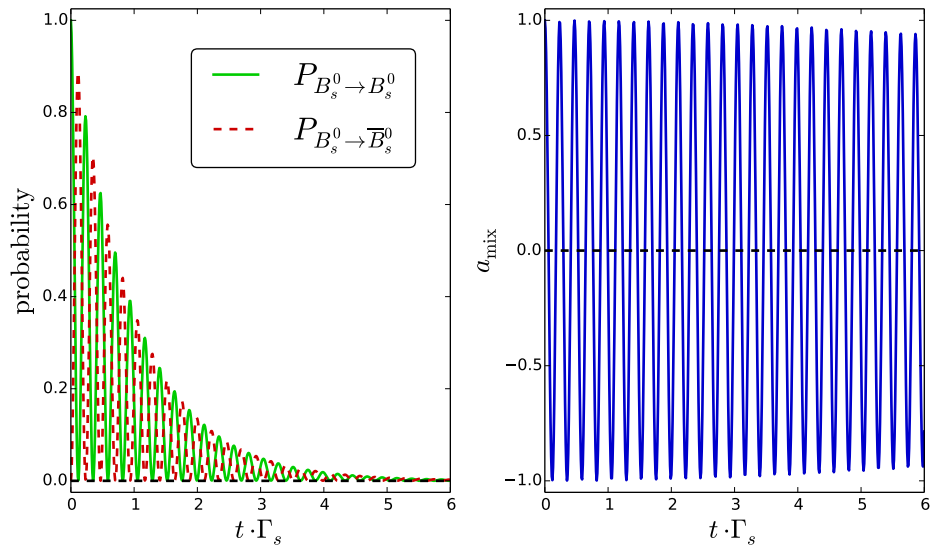 1.0
0.8
0.6
0.4
0.2
0.0
probability
0 1 2 3 4 5 6
t·Γ_s
P_{B_s^0→B_s^0}
P_{B_s^0→\overline{B}_s^0}
1.0
0.5
0.0
−0.5
−1.0
a_mix
0 1 2 3 4 5 6
t·Γ_s